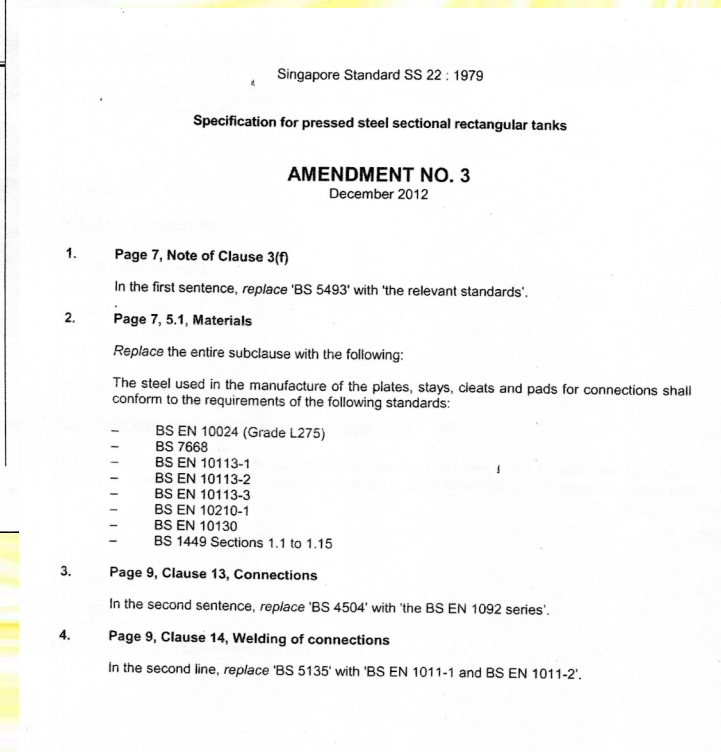 Singapore Standard SS 22 : 1979
Specification for pressed steel sectional rectangular tanks
AMENDMENT NO. 3
December 2012
1. Page 7, Note of Clause 3(f)
In the first sentence, replace 'BS 5493' with 'the relevant standards'.
2. Page 7, 5.1, Materials
Replace the entire subclause with the following:
The steel used in the manufacture of the plates, stays, cleats and pads for connections shall
conform to the requirements of the following standards:
– BS EN 10024 (Grade L275)
– BS 7668
– BS EN 10113-1
– BS EN 10113-2
– BS EN 10113-3
– BS EN 10210-1
– BS EN 10130
– BS 1449 Sections 1.1 to 1.15
3. Page 9, Clause 13, Connections
In the second sentence, replace 'BS 4504' with 'the BS EN 1092 series'.
4. Page 9, Clause 14, Welding of connections
In the second line, replace 'BS 5135' with 'BS EN 1011-1 and BS EN 1011-2'.